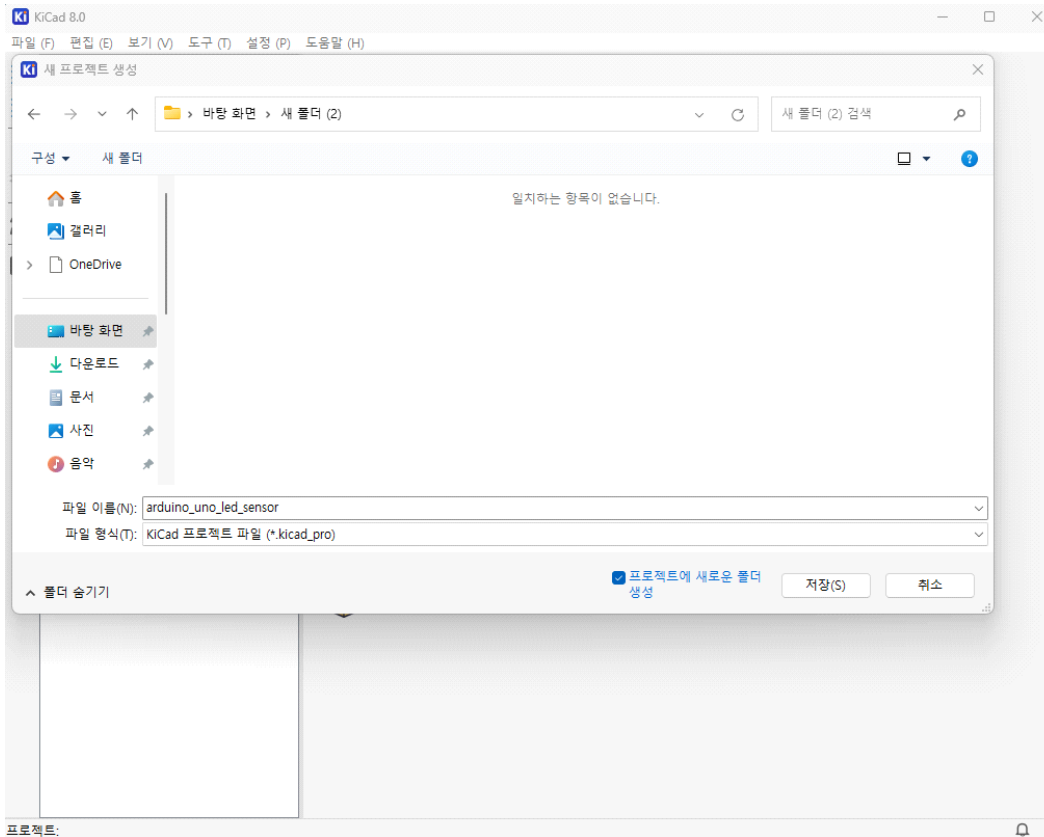 KiCad 8.0
파일 (F) 편집 (E) 보기 (V) 도구 (T) 설정 (P) 도움말 (H)
새 프로젝트 생성
바탕 화면 › 새 폴더 (2)
새 폴더 (2) 검색
구성 새 폴더
홈
갤러리
OneDrive
바탕 화면
다운로드
문서
사진
음악
일치하는 항목이 없습니다.
파일 이름(N): arduino_uno_led_sensor
파일 형식(T): KiCad 프로젝트 파일 (*.kicad_pro)
폴더 숨기기
프로젝트에 새로운 폴더
생성
저장(S) 취소
프로젝트: